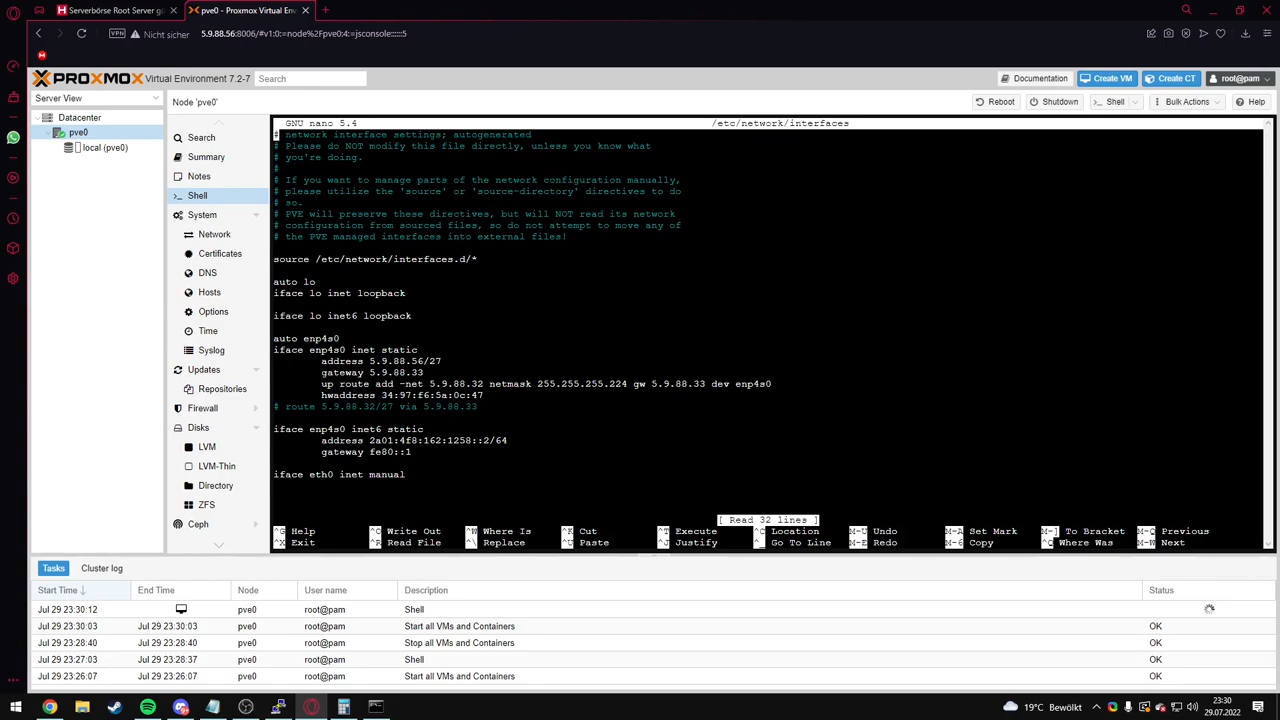 Serverbörse Root Server gü
pve0 - Proxmox Virtual Envir
VPN
Nicht sicher
5.9.88.56:8006/#v1:0:=node%2Fpve0:4:=jsconsole::::::5
PROXMOX Virtual Environment 7.2-7
Search
Documentation
Create VM
Create CT
root@pam
Server View
Node 'pve0'
Reboot
Shutdown
Shell
Bulk Actions
Help
Datacenter
pve0
local (pve0)
Search
Summary
Notes
Shell
System
Network
Certificates
DNS
Hosts
Options
Time
Syslog
Updates
Repositories
Firewall
Disks
LVM
LVM-Thin
Directory
ZFS
Ceph
GNU nano 5.4 /etc/network/interfaces
# network interface settings; autogenerated
# Please do NOT modify this file directly, unless you know what
# you're doing.
#
# If you want to manage parts of the network configuration manually,
# please utilize the 'source' or 'source-directory' directives to do
# so.
# PVE will preserve these directives, but will NOT read its network
# configuration from sourced files, so do not attempt to move any of
# the PVE managed interfaces into external files!
source /etc/network/interfaces.d/*
auto lo
iface lo inet loopback
iface lo inet6 loopback
auto enp4s0
iface enp4s0 inet static
address 5.9.88.56/27
gateway 5.9.88.33
up route add -net 5.9.88.32 netmask 255.255.255.224 gw 5.9.88.33 dev enp4s0
hwaddress 34:97:f6:5a:0c:47
# route 5.9.88.32/27 via 5.9.88.33
iface enp4s0 inet6 static
address 2a01:4f8:162:1258::2/64
gateway fe80::1
iface eth0 inet manual
[ Read 32 lines ]
^G Help ^O Write Out ^W Where Is ^K Cut ^T Execute ^C Location M-U Undo M-A Set Mark M-] To Bracket M-Q Previous
^X Exit ^R Read File ^\ Replace ^U Paste ^J Justify ^_ Go To Line M-E Redo M-6 Copy ^Q Where Was M-W Next
Tasks
Cluster log
Start Time End Time Node User name Description Status
Jul 29 23:30:12 pve0 root@pam Shell
Jul 29 23:30:03 Jul 29 23:30:03 pve0 root@pam Start all VMs and Containers OK
Jul 29 23:28:40 Jul 29 23:28:40 pve0 root@pam Stop all VMs and Containers OK
Jul 29 23:27:03 Jul 29 23:28:37 pve0 root@pam Shell OK
Jul 29 23:26:07 Jul 29 23:26:07 pve0 root@pam Start all VMs and Containers OK
19°C Bewölkt
23:30
29.07.2022